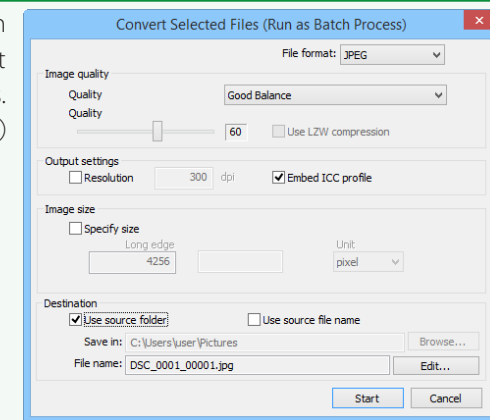 Convert Selected Files (Run as Batch Process)
File format: JPEG
Image quality
Quality Good Balance
Quality
60 Use LZW compression
Output settings
Resolution 300 dpi Embed ICC profile
Image size
Specify size
Long edge Unit
4256 pixel
Destination
Use source folder Use source file name
Save in: C:\Users\user\Pictures Browse...
File name: DSC_0001_00001.jpg Edit...
Start Cancel